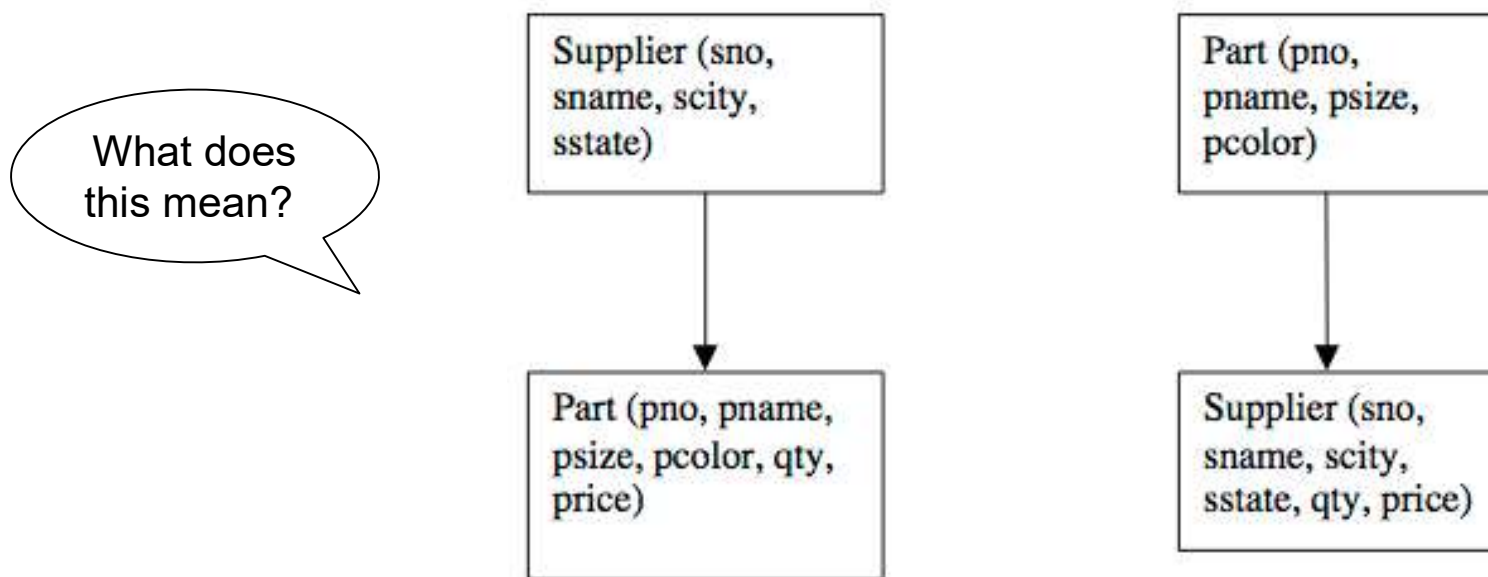 What does
this mean?
Supplier (sno,
sname, scity,
sstate)
Part (pno, pname,
psize, pcolor, qty,
price)
Part (pno,
pname, psize,
pcolor)
Supplier (sno,
sname, scity,
sstate, qty, price)